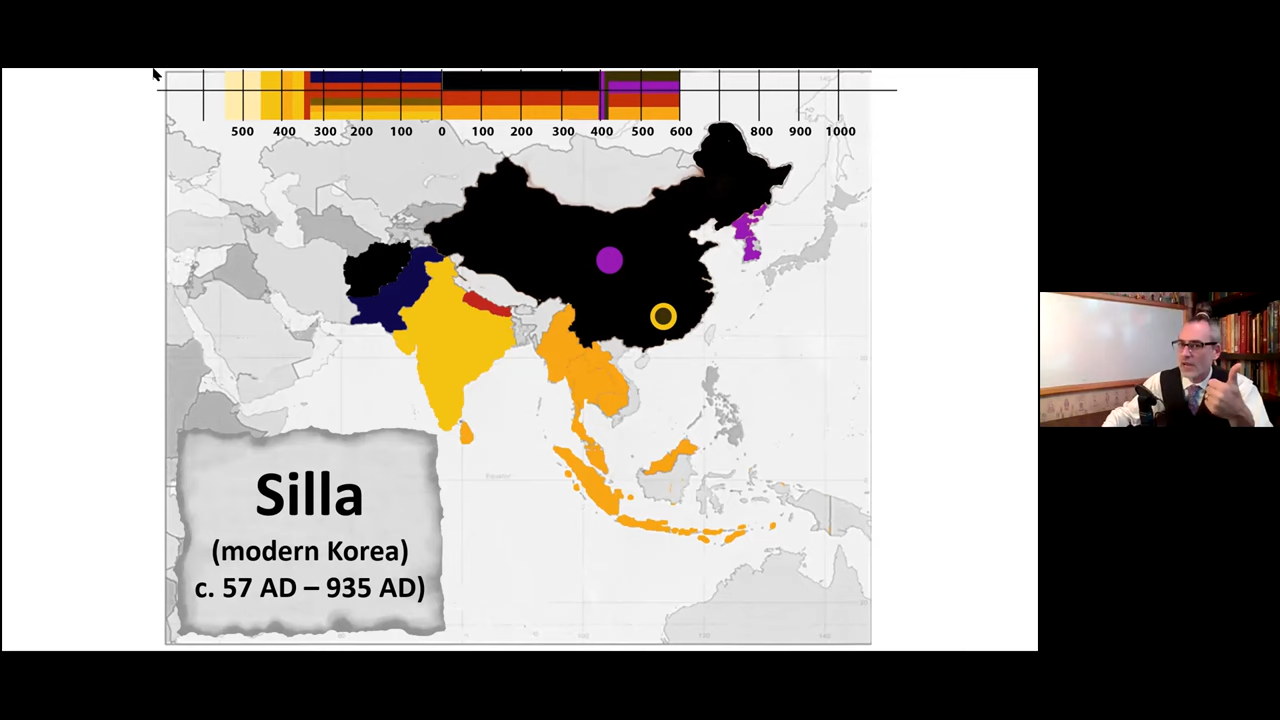 500 400 300 200 100 0 100 200 300 400 500 600 800 900 1000
Equator
Silla
(modern Korea)
c. 57 AD – 935 AD)